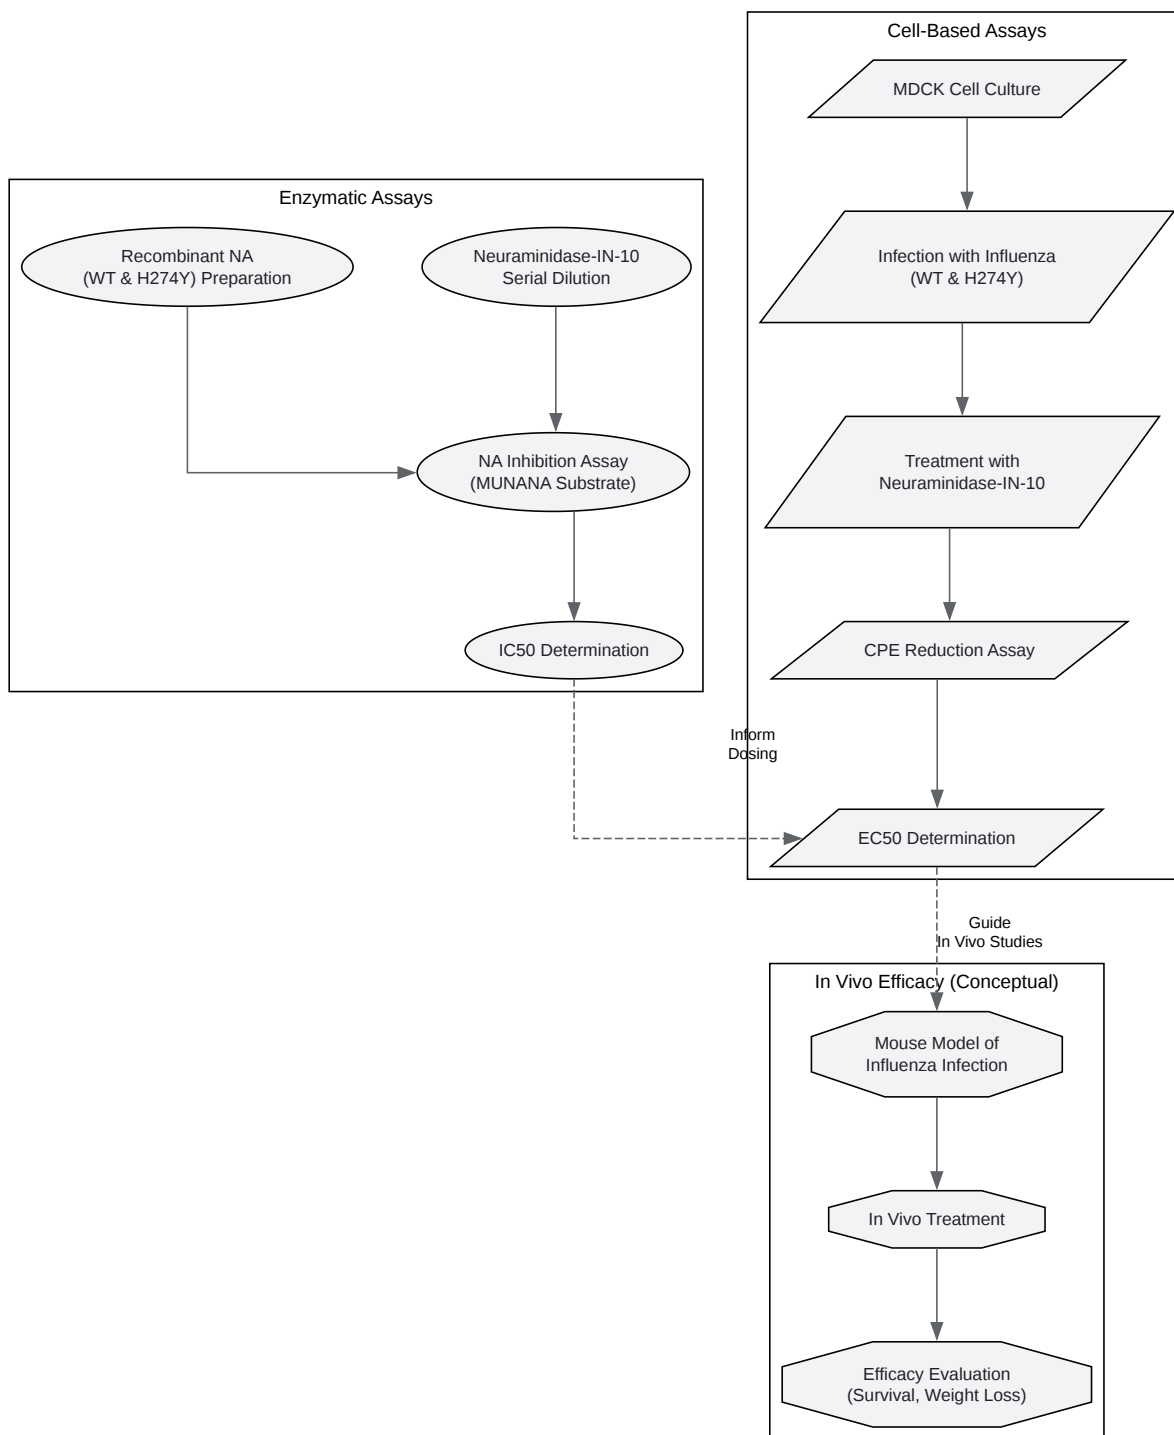 Cell-Based Assays
MDCK Cell Culture
Enzymatic Assays
Recombinant NA
(WT & H274Y) Preparation
Neuraminidase-IN-10
Serial Dilution
Infection with Influenza
(WT & H274Y)
NA Inhibition Assay
(MUNANA Substrate)
Treatment with
Neuraminidase-IN-10
IC50 Determination
CPE Reduction Assay
Inform
Dosing
EC50 Determination
Guide
In Vivo Studies
In Vivo Efficacy (Conceptual)
Mouse Model of
Influenza Infection
In Vivo Treatment
Efficacy Evaluation
(Survival, Weight Loss)